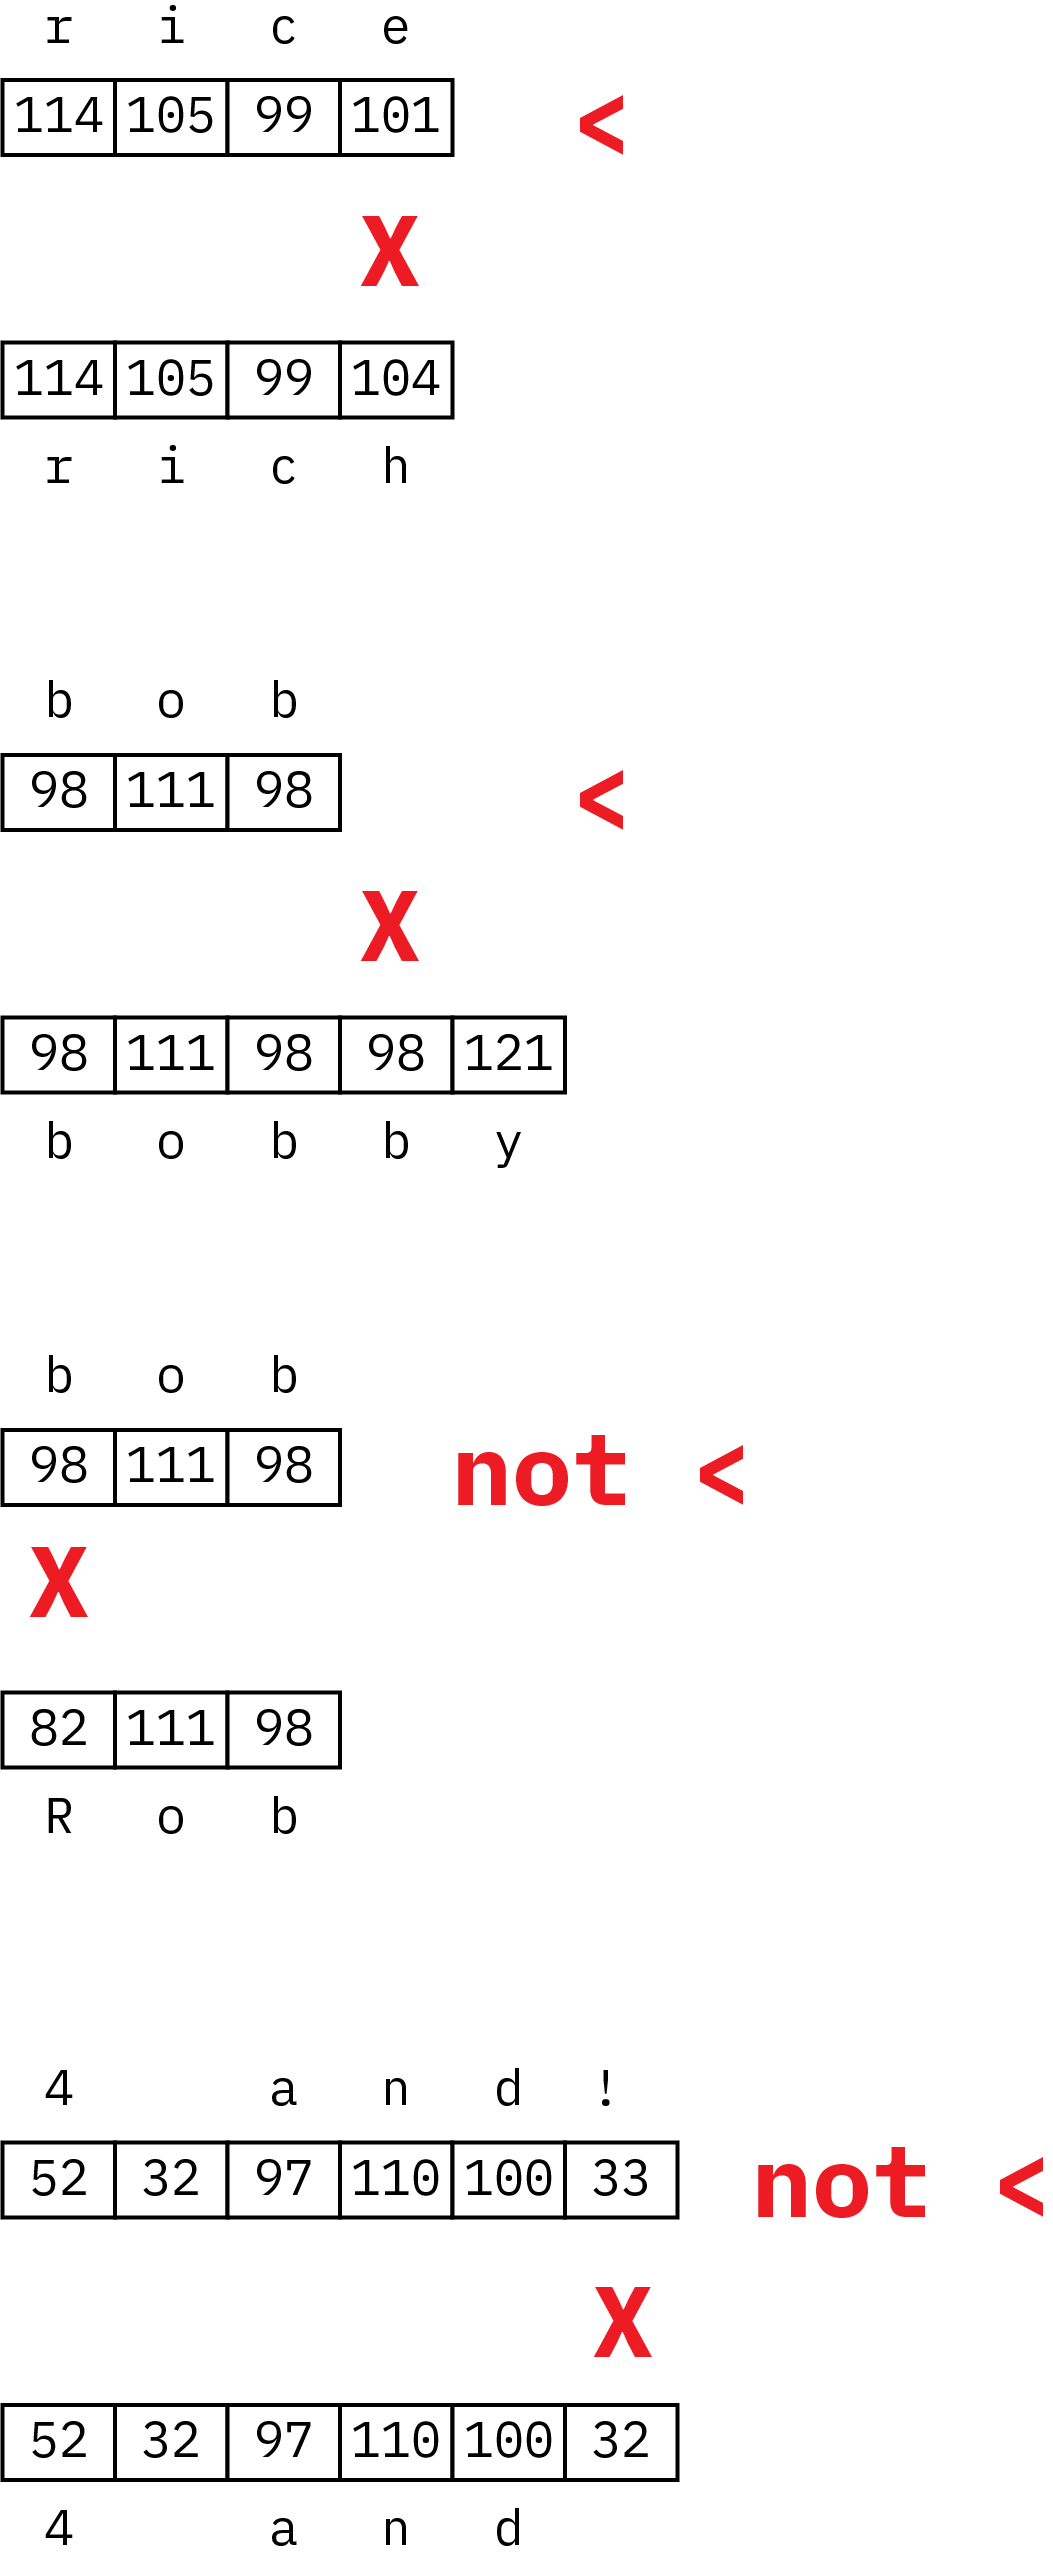 r i c e
114 105 99 101 <
X
114 105 99 104
r i c h
b o b
98 111 98 <
X
98 111 98 98 121
b o b b y
b o b
98 111 98 not <
X
82 111 98
R o b
4 a n d !
52 32 97 110 100 33 not <
X
52 32 97 110 100 32
4 a n d